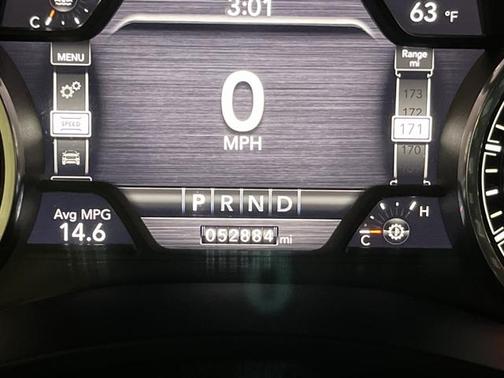 3:01
63 °F
C
MENU
Range
mi
173
172
171
170
SPEED
0
MPH
P R N D
Avg MPG
14.6
052884 mi
C H